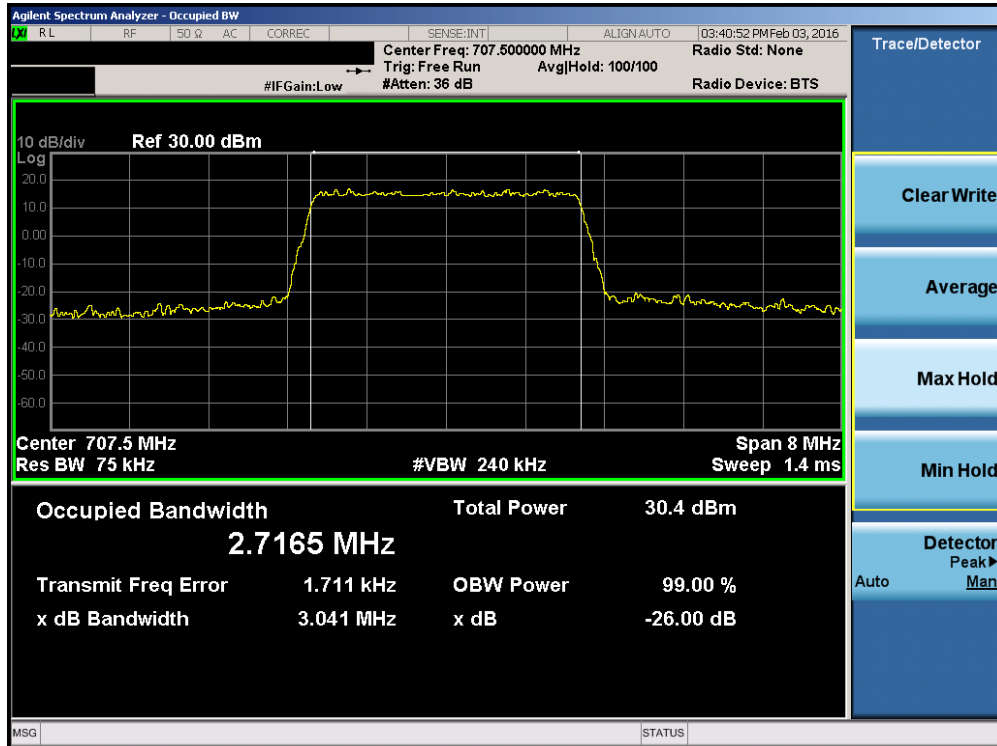 Agilent Spectrum Analyzer - Occupied BW
LXI RL RF 50 Ω AC CORREC SENSE:INT ALIGN AUTO 03:40:52 PM Feb 03, 2016
Center Freq: 707.500000 MHz Radio Std: None
Trig: Free Run Avg|Hold: 100/100
#IFGain:Low #Atten: 36 dB Radio Device: BTS
10 dB/div Ref 30.00 dBm
Log
20.0
10.0
0.00
-10.0
-20.0
-30.0
-40.0
-50.0
-60.0
Center 707.5 MHz Span 8 MHz
Res BW 75 kHz #VBW 240 kHz Sweep 1.4 ms
Occupied Bandwidth Total Power 30.4 dBm
2.7165 MHz
Transmit Freq Error 1.711 kHz OBW Power 99.00 %
x dB Bandwidth 3.041 MHz x dB -26.00 dB
MSG STATUS
Trace/Detector
Clear Write
Average
Max Hold
Min Hold
Detector
Peak▶
Auto Man